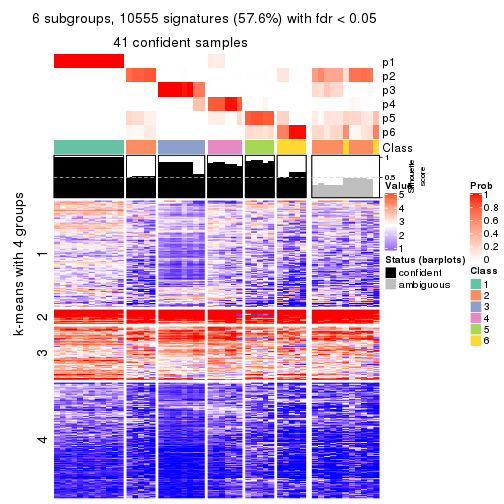 6 subgroups, 10555 signatures (57.6%) with fdr < 0.05
41 confident samples
p1
p2
p3
p4
p5
p6
Class
1
0.5
0
Silhouette
score
k-means with 4 groups
1
2
3
4
Value
5
4
3
2
1
Status (barplots)
confident
ambiguous
Prob
1
0.8
0.6
0.4
0.2
0
Class
1
2
3
4
5
6